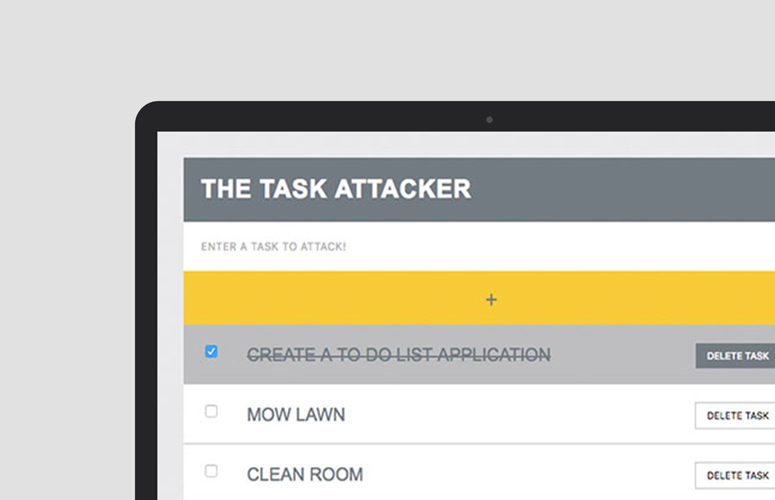 THE TASK ATTACKER
ENTER A TASK TO ATTACK!
+
CREATE A TO DO LIST APPLICATION
DELETE TASK
MOW LAWN
DELETE TASK
CLEAN ROOM
DELETE TASK